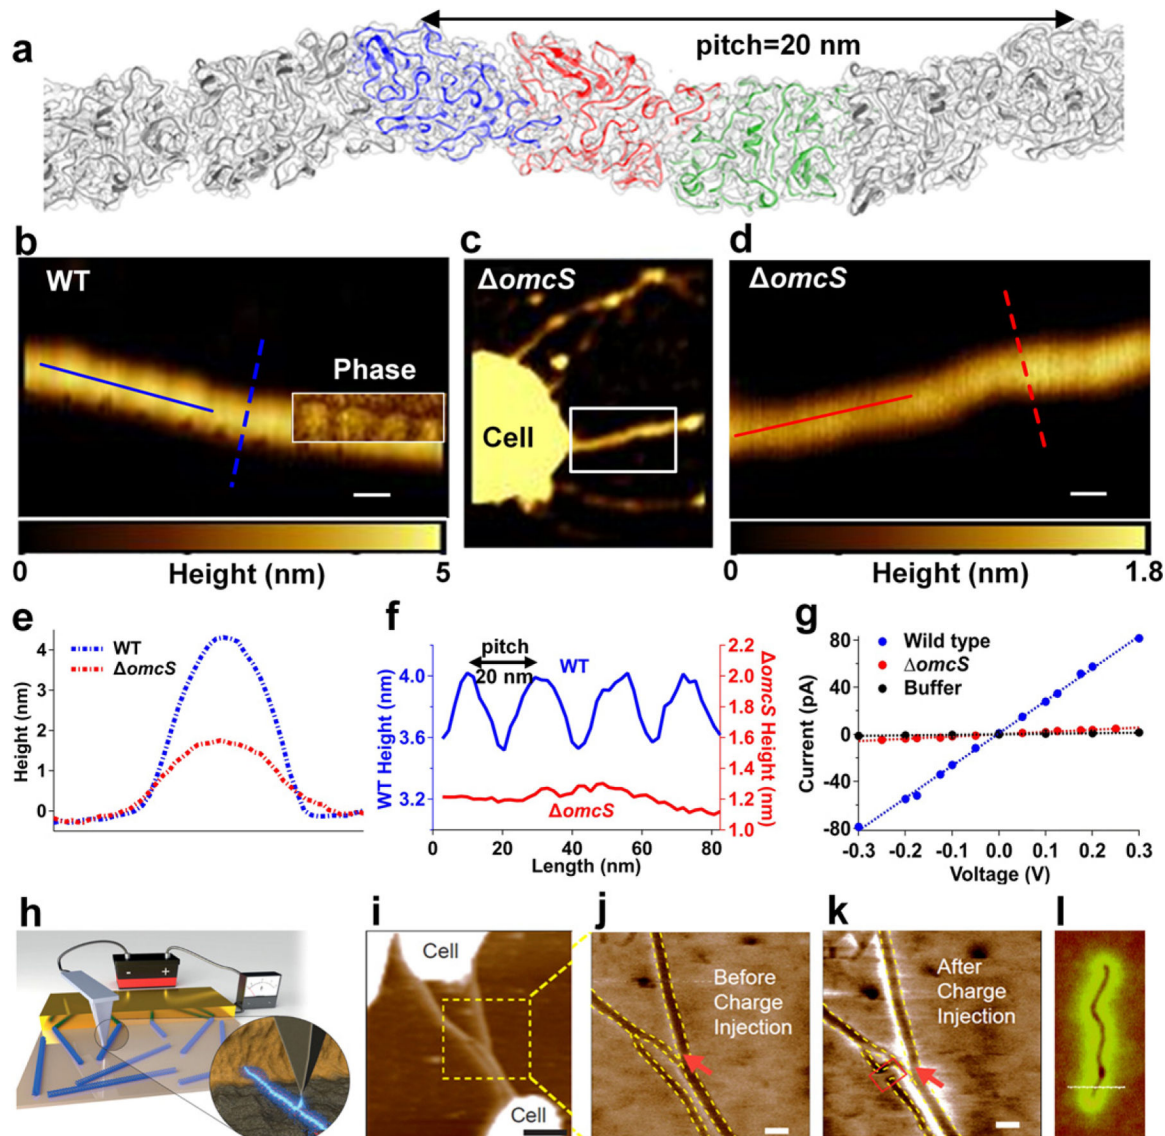 a
pitch=20 nm
b
WT
Phase
0
Height (nm)
5
c
ΔomcS
Cell
d
ΔomcS
0
Height (nm)
1.8
e
WT
ΔomcS
Height (nm)
4
3
2
1
0
f
pitch
20 nm
WT
ΔomcS
WT Height (nm)
4.0
3.6
3.2
ΔomcS Height (nm)
2.2
2.0
1.8
1.6
1.4
1.2
1.0
0
20
40
60
80
Length (nm)
g
Wild type
ΔomcS
Buffer
Current (pA)
80
40
0
-40
-80
-0.3
-0.2
-0.1
0.0
0.1
0.2
0.3
Voltage (V)
h
- +
i
Cell
Cell
j
Before
Charge
Injection
k
After
Charge
Injection
l